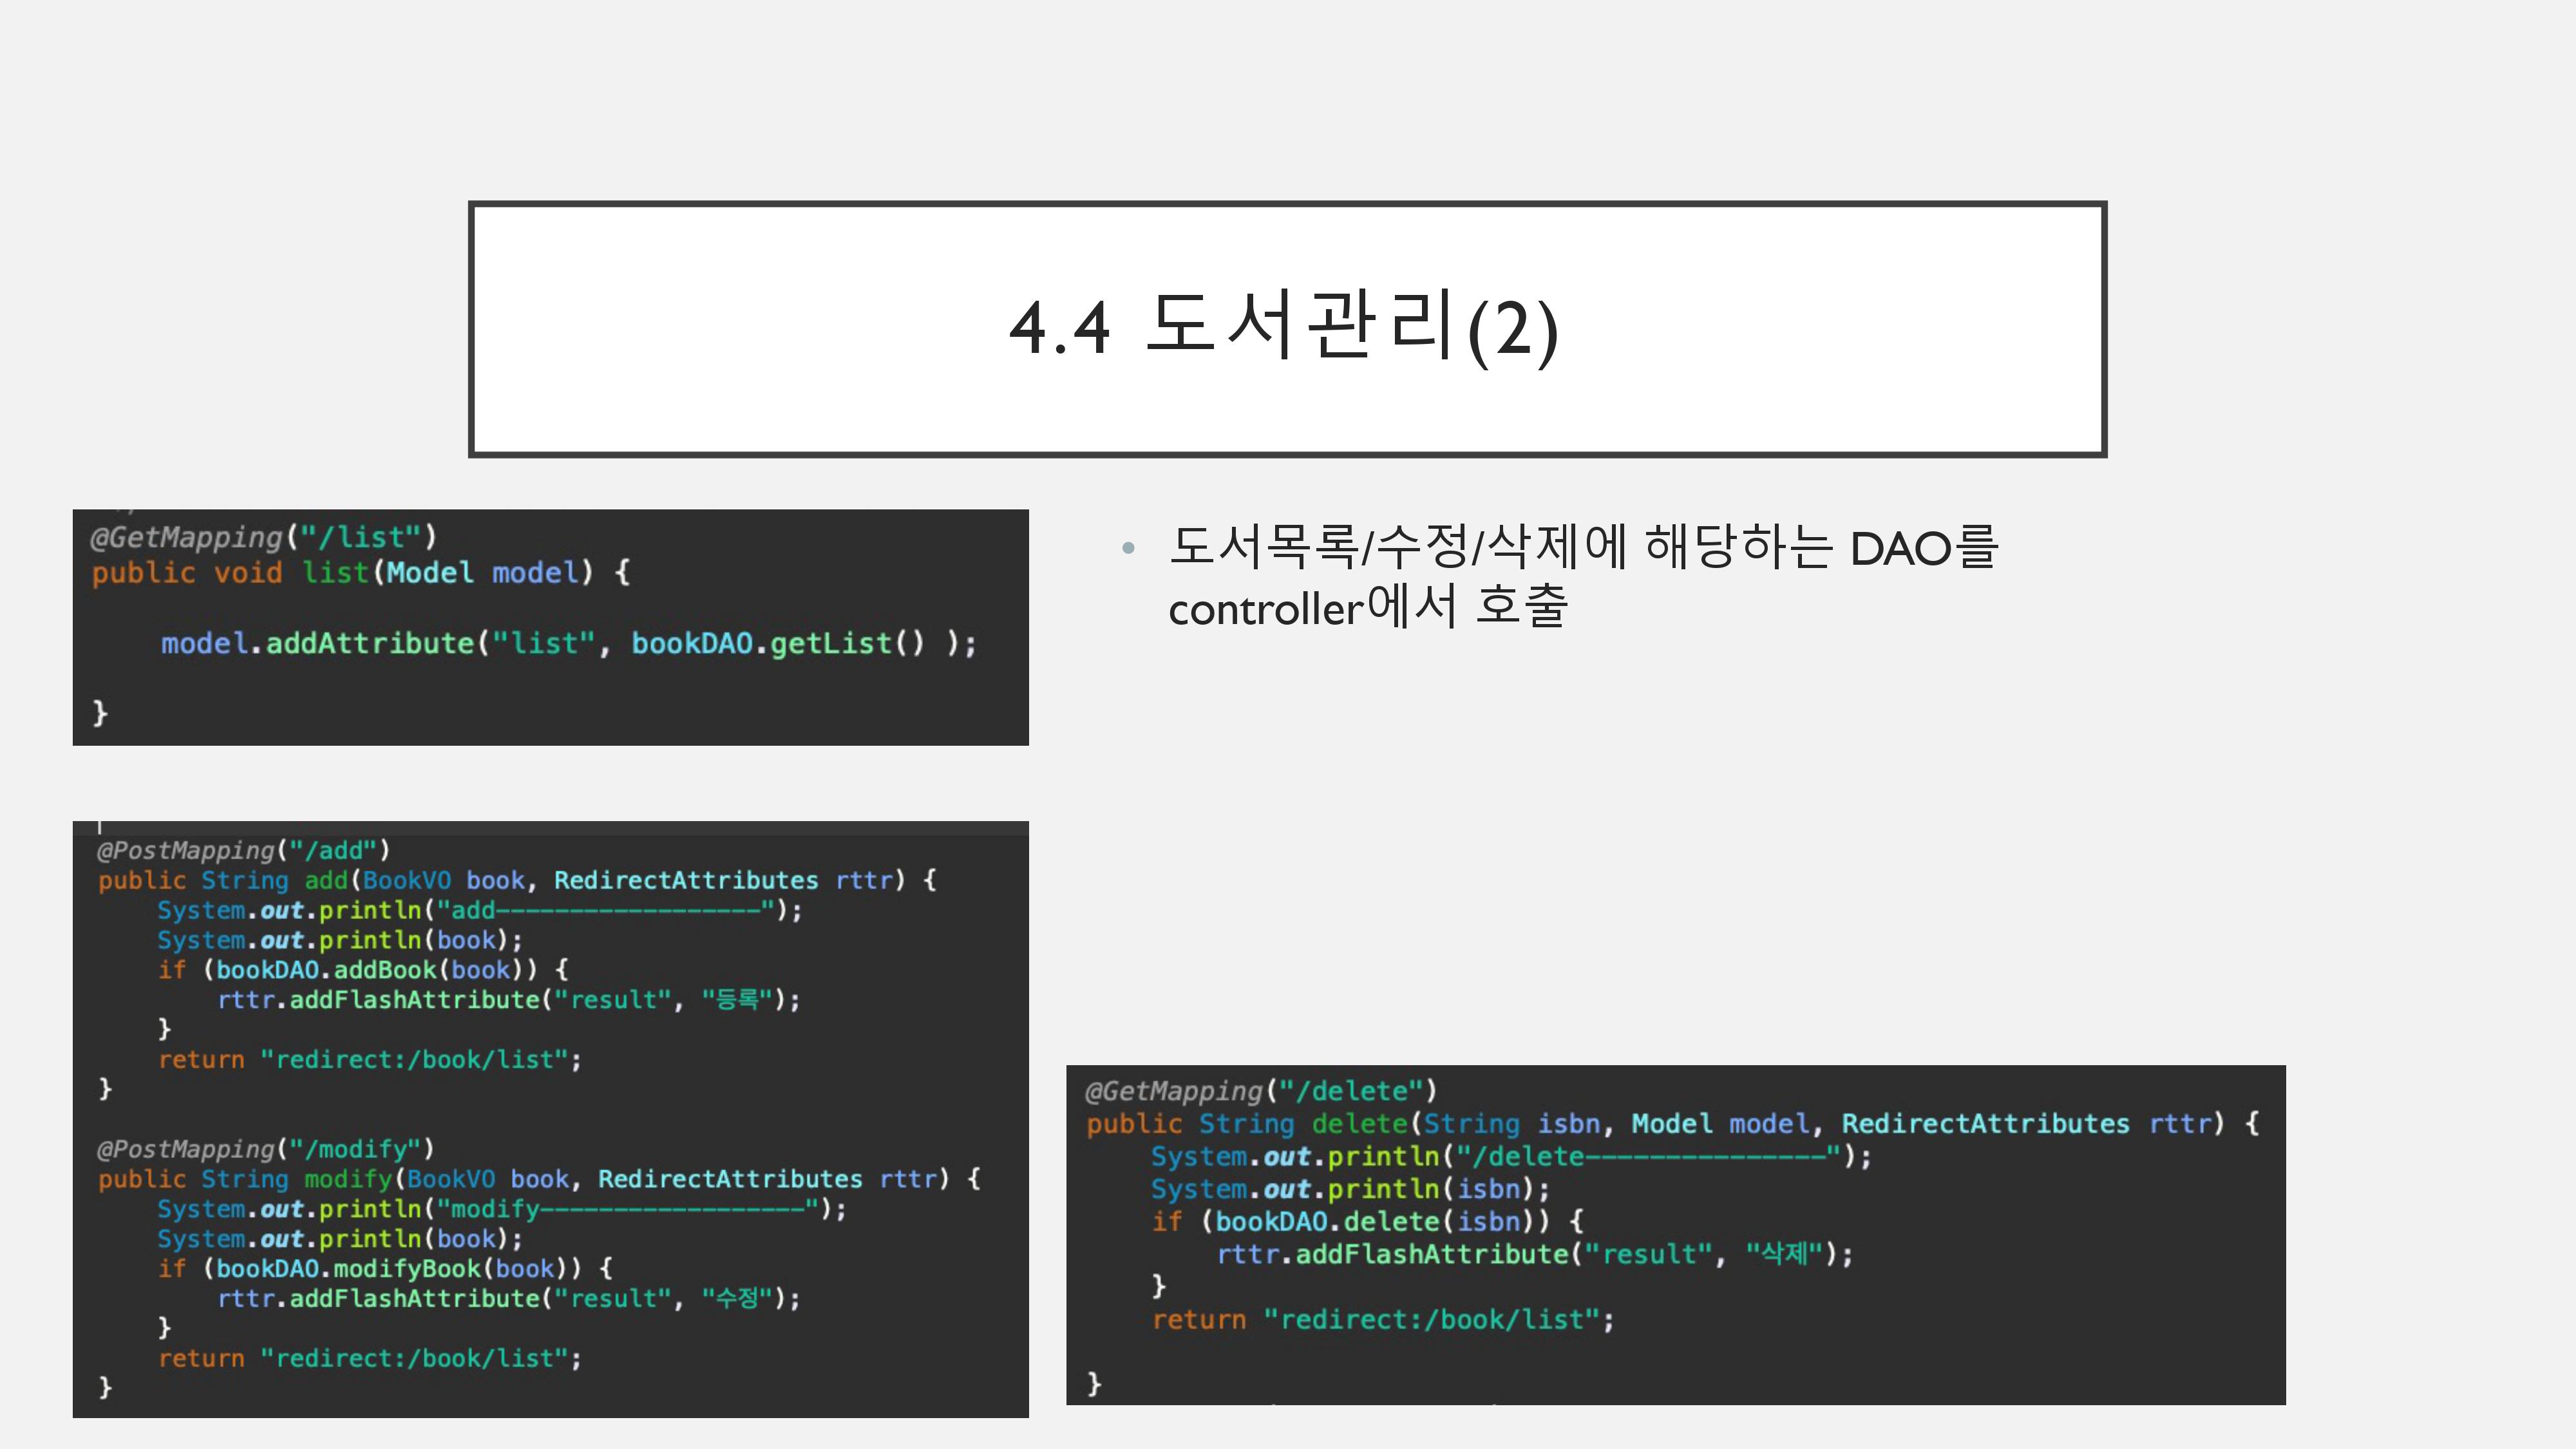 4.4 도서관리(2)
@GetMapping("/list")
public void list(Model model) {
model.addAttribute("list", bookDAO.getList() );
}
• 도서목록/수정/삭제에 해당하는 DAO를
controller에서 호출
@PostMapping("/add")
public String add(BookVO book, RedirectAttributes rttr) {
System.out.println("add------------------");
System.out.println(book);
if (bookDAO.addBook(book)) {
rttr.addFlashAttribute("result", "등록");
}
return "redirect:/book/list";
}
@PostMapping("/modify")
public String modify(BookVO book, RedirectAttributes rttr) {
System.out.println("modify------------------");
System.out.println(book);
if (bookDAO.modifyBook(book)) {
rttr.addFlashAttribute("result", "수정");
}
return "redirect:/book/list";
}
@GetMapping("/delete")
public String delete(String isbn, Model model, RedirectAttributes rttr) {
System.out.println("/delete---------------");
System.out.println(isbn);
if (bookDAO.delete(isbn)) {
rttr.addFlashAttribute("result", "삭제");
}
return "redirect:/book/list";
}